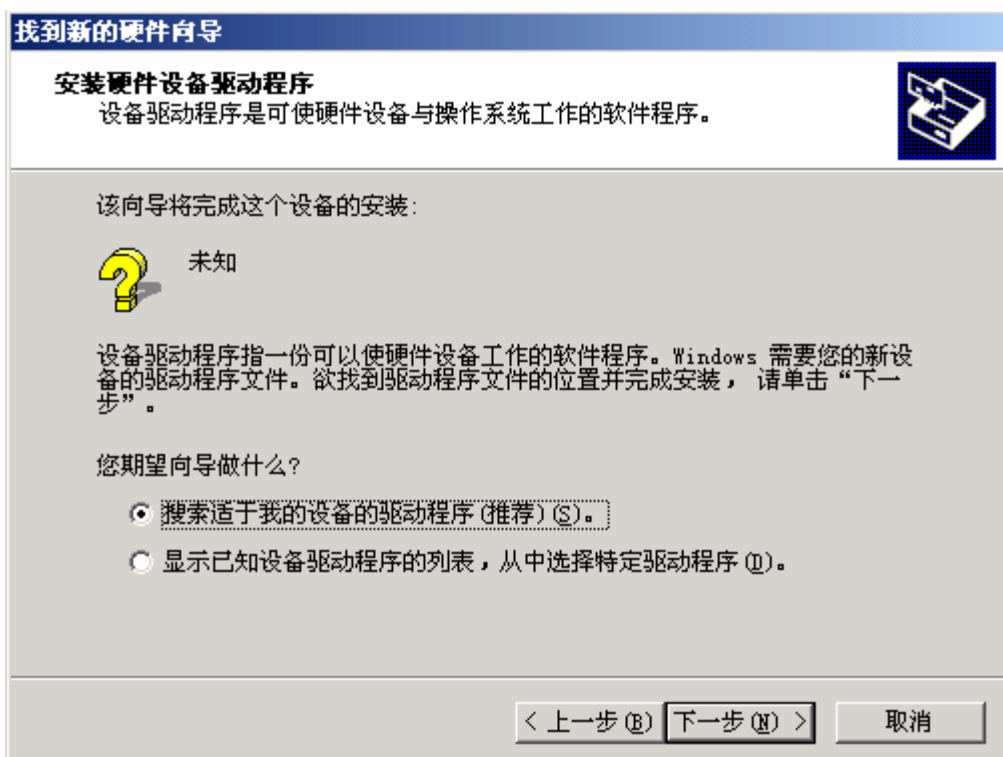 找到新的硬件向导
安装硬件设备驱动程序
设备驱动程序是可使硬件设备与操作系统工作的软件程序。
该向导将完成这个设备的安装:
未知
设备驱动程序指一份可以使硬件设备工作的软件程序。Windows 需要您的新设
备的驱动程序文件。欲找到驱动程序文件的位置并完成安装， 请单击“下一
步”。
您期望向导做什么?
搜索适于我的设备的驱动程序(推荐)(S)。
显示已知设备驱动程序的列表，从中选择特定驱动程序(D)。
< 上一步(B)
下一步(N) >
取消